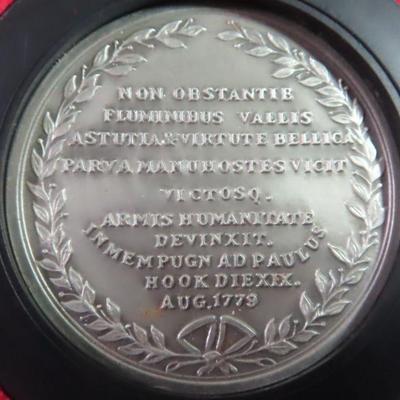 NON·OBSTANTIE
FLUMINIBUS VALLIS
ASTUTIA & VIRTUTE BELLICA
PARVA MANU HOSTES VICIT
VICTOSQ.
ARMIS HUMANITATE
DEVINXIT.
IN MEM PUGN AD PAULUS
HOOK DIE XIX.
AUG, 1779